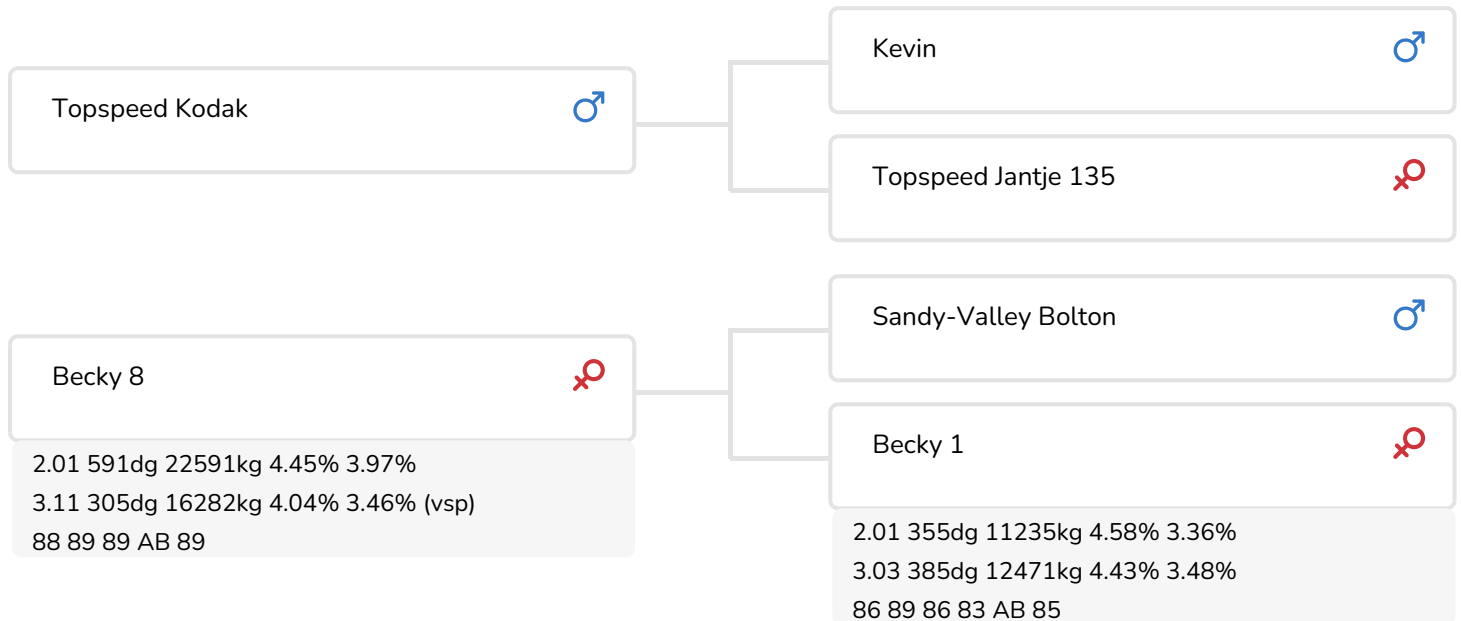 Topspeed Kodak
Kevin
Topspeed Jantje 135
Becky 8
2.01 591dg 22591kg 4.45% 3.97%
3.11 305dg 16282kg 4.04% 3.46% (vsp)
88 89 89 AB 89
Sandy-Valley Bolton
Becky 1
2.01 355dg 11235kg 4.58% 3.36%
3.03 385dg 12471kg 4.43% 3.48%
86 89 86 83 AB 85